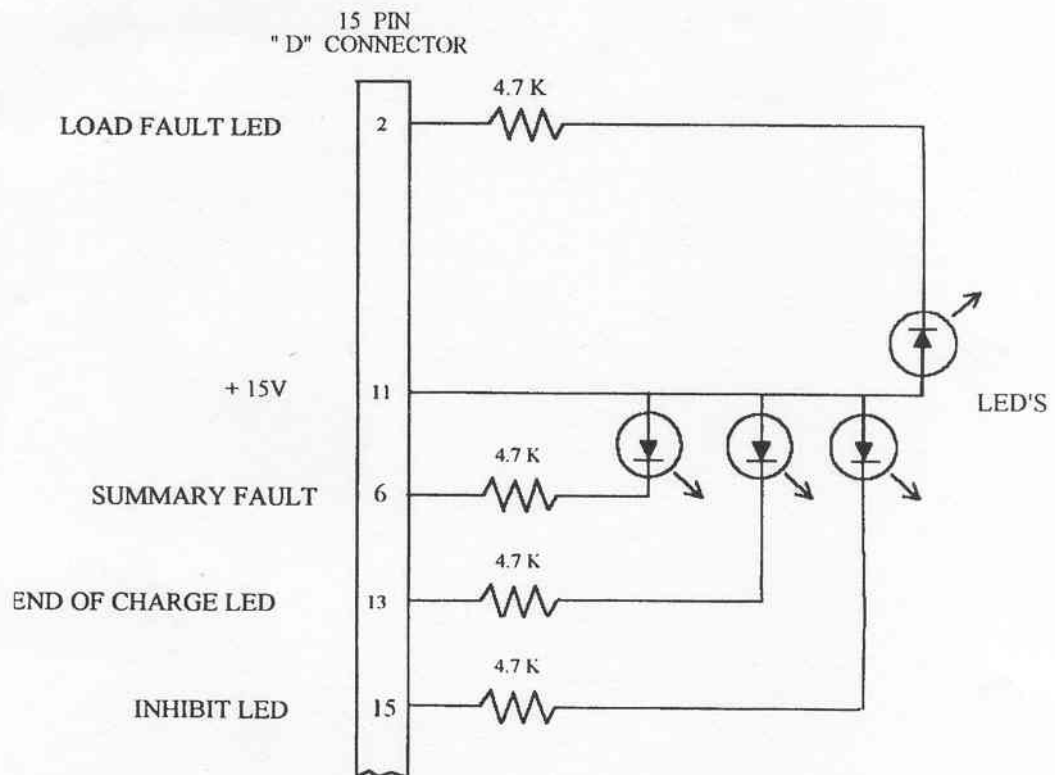 15 PIN
" D" CONNECTOR
4.7 K
LOAD FAULT LED
2
+ 15V
11
LED'S
4.7 K
SUMMARY FAULT
6
4.7 K
END OF CHARGE LED
13
4.7 K
INHIBIT LED
15